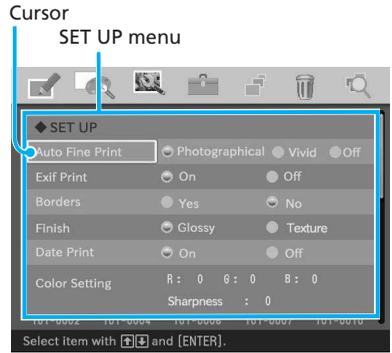 Cursor
SET UP menu
◆ SET UP
Auto Fine Print Photographical Vivid Off
Exif Print On Off
Borders Yes No
Finish Glossy Texture
Date Print On Off
Color Setting R: 0 G: 0 B: 0
Sharpness : 0
Select item with [↑][↓] and [ENTER].